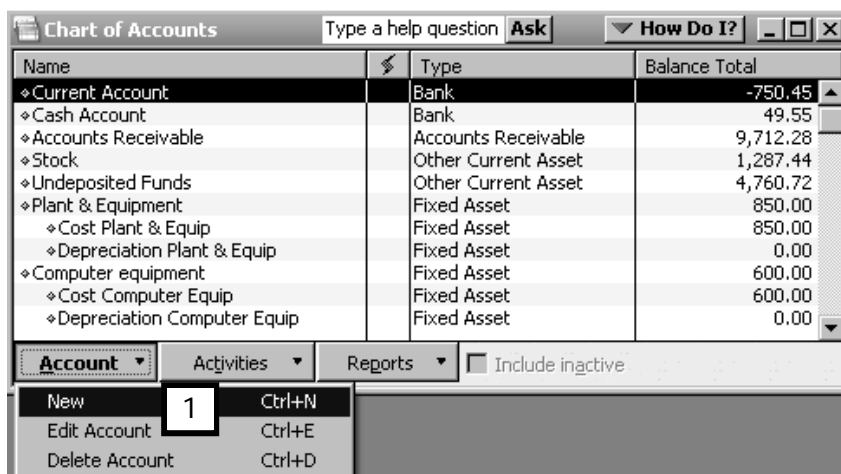 Chart of Accounts Type a help question Ask How Do I?
Name Type Balance Total
Current Account Bank -750.45
Cash Account Bank 49.55
Accounts Receivable Accounts Receivable 9,712.28
Stock Other Current Asset 1,287.44
Undeposited Funds Other Current Asset 4,760.72
Plant & Equipment Fixed Asset 850.00
Cost Plant & Equip Fixed Asset 850.00
Depreciation Plant & Equip Fixed Asset 0.00
Computer equipment Fixed Asset 600.00
Cost Computer Equip Fixed Asset 600.00
Depreciation Computer Equip Fixed Asset 0.00
Account Activities Reports Include inactive
New 1 Ctrl+N
Edit Account Ctrl+E
Delete Account Ctrl+D